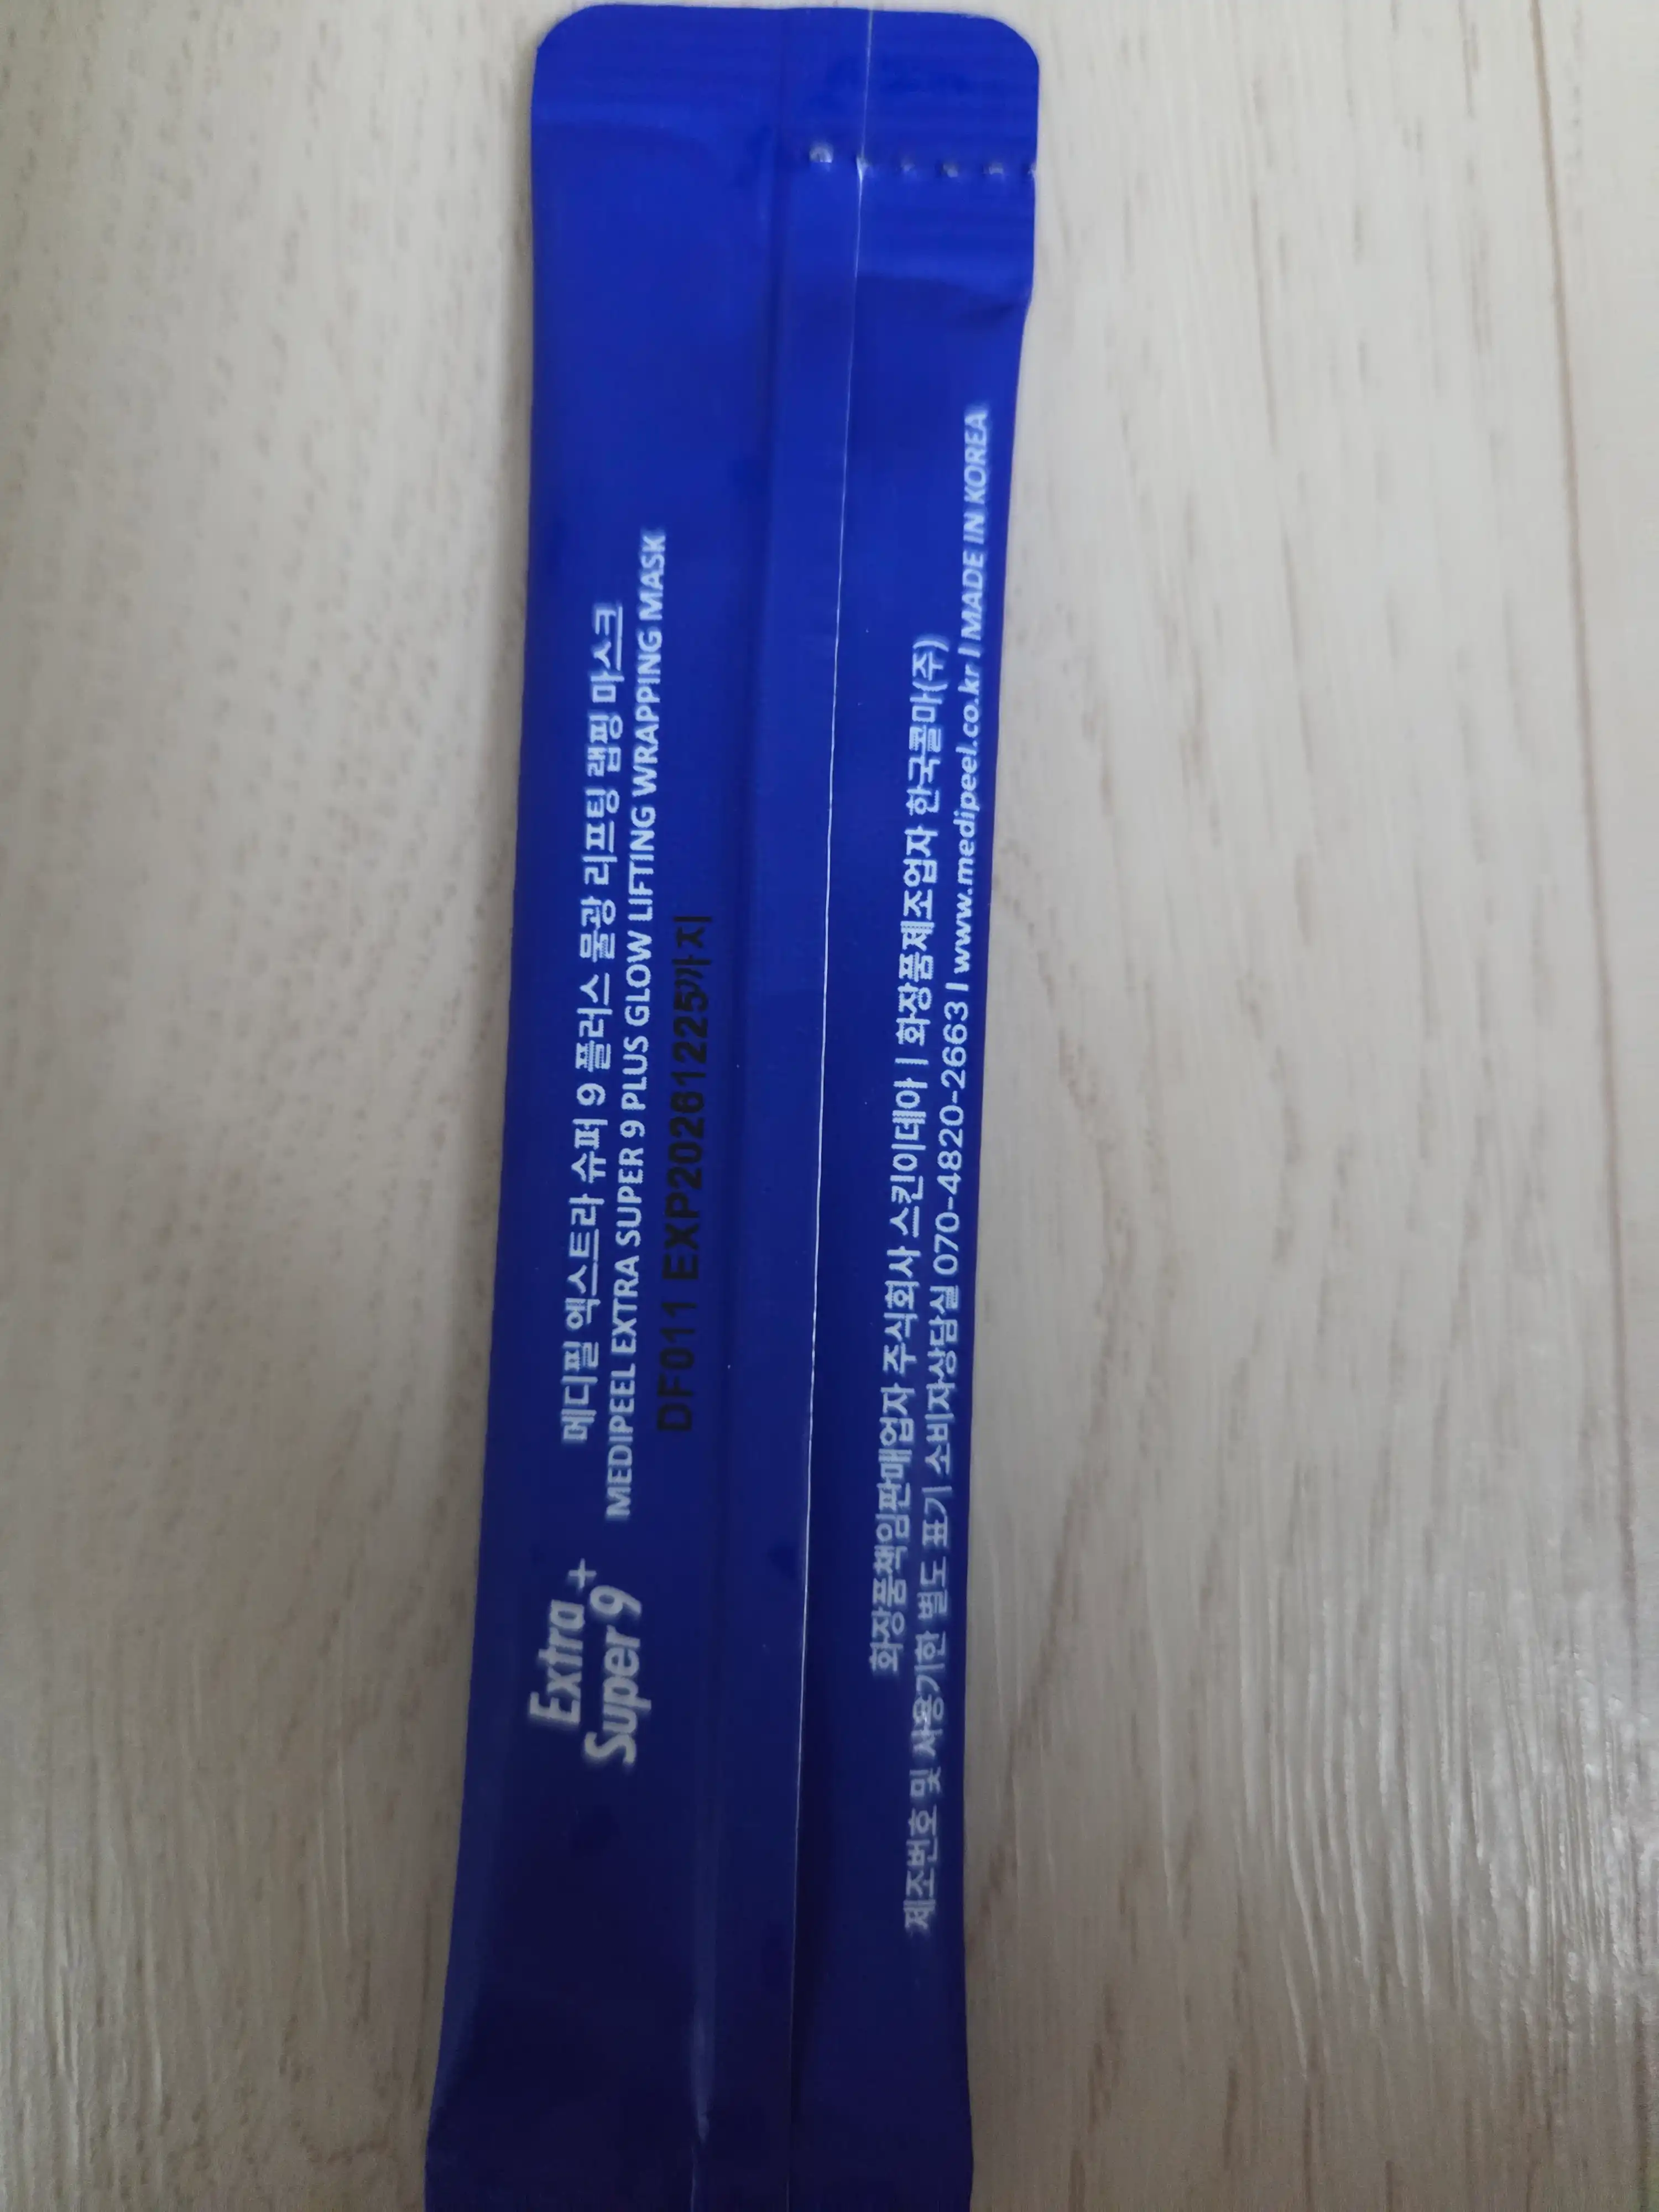 Extra
Super 9+
메디필 엑스트라 슈퍼 9 플러스 물광 리프팅 랩핑 마스크
MEDIPEEL EXTRA SUPER 9 PLUS GLOW LIFTING WRAPPING MASK
DF011 EXP20261225까지
화장품책임판매업자 주식회사 스킨이데아 | 화장품제조업자 한국콜마(주)
제조번호 및 사용기한 별도 표기 소비자상담실 070-4820-2663 | www.medipeel.co.kr | MADE IN KOREA